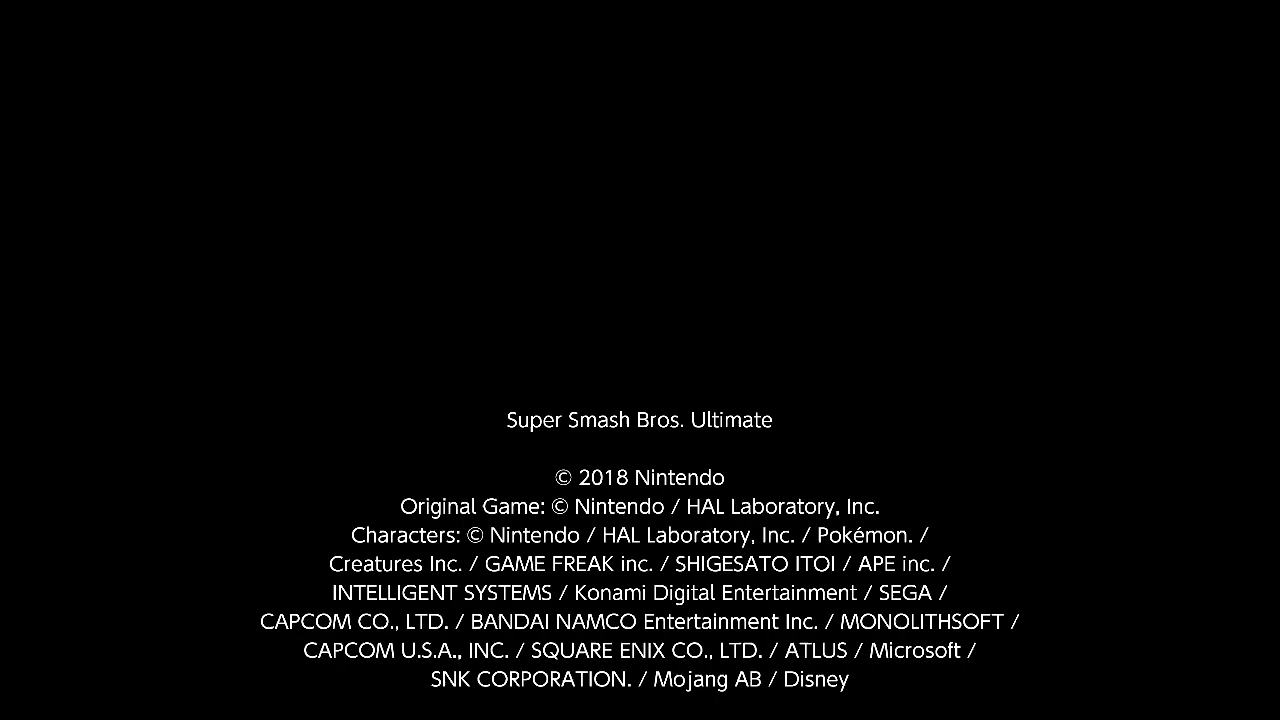 Super Smash Bros. Ultimate
© 2018 Nintendo
Original Game: © Nintendo / HAL Laboratory, Inc.
Characters: © Nintendo / HAL Laboratory, Inc. / Pokémon. /
Creatures Inc. / GAME FREAK inc. / SHIGESATO ITOI / APE inc. /
INTELLIGENT SYSTEMS / Konami Digital Entertainment / SEGA /
CAPCOM CO., LTD. / BANDAI NAMCO Entertainment Inc. / MONOLITHSOFT /
CAPCOM U.S.A., INC. / SQUARE ENIX CO., LTD. / ATLUS / Microsoft /
SNK CORPORATION. / Mojang AB / Disney